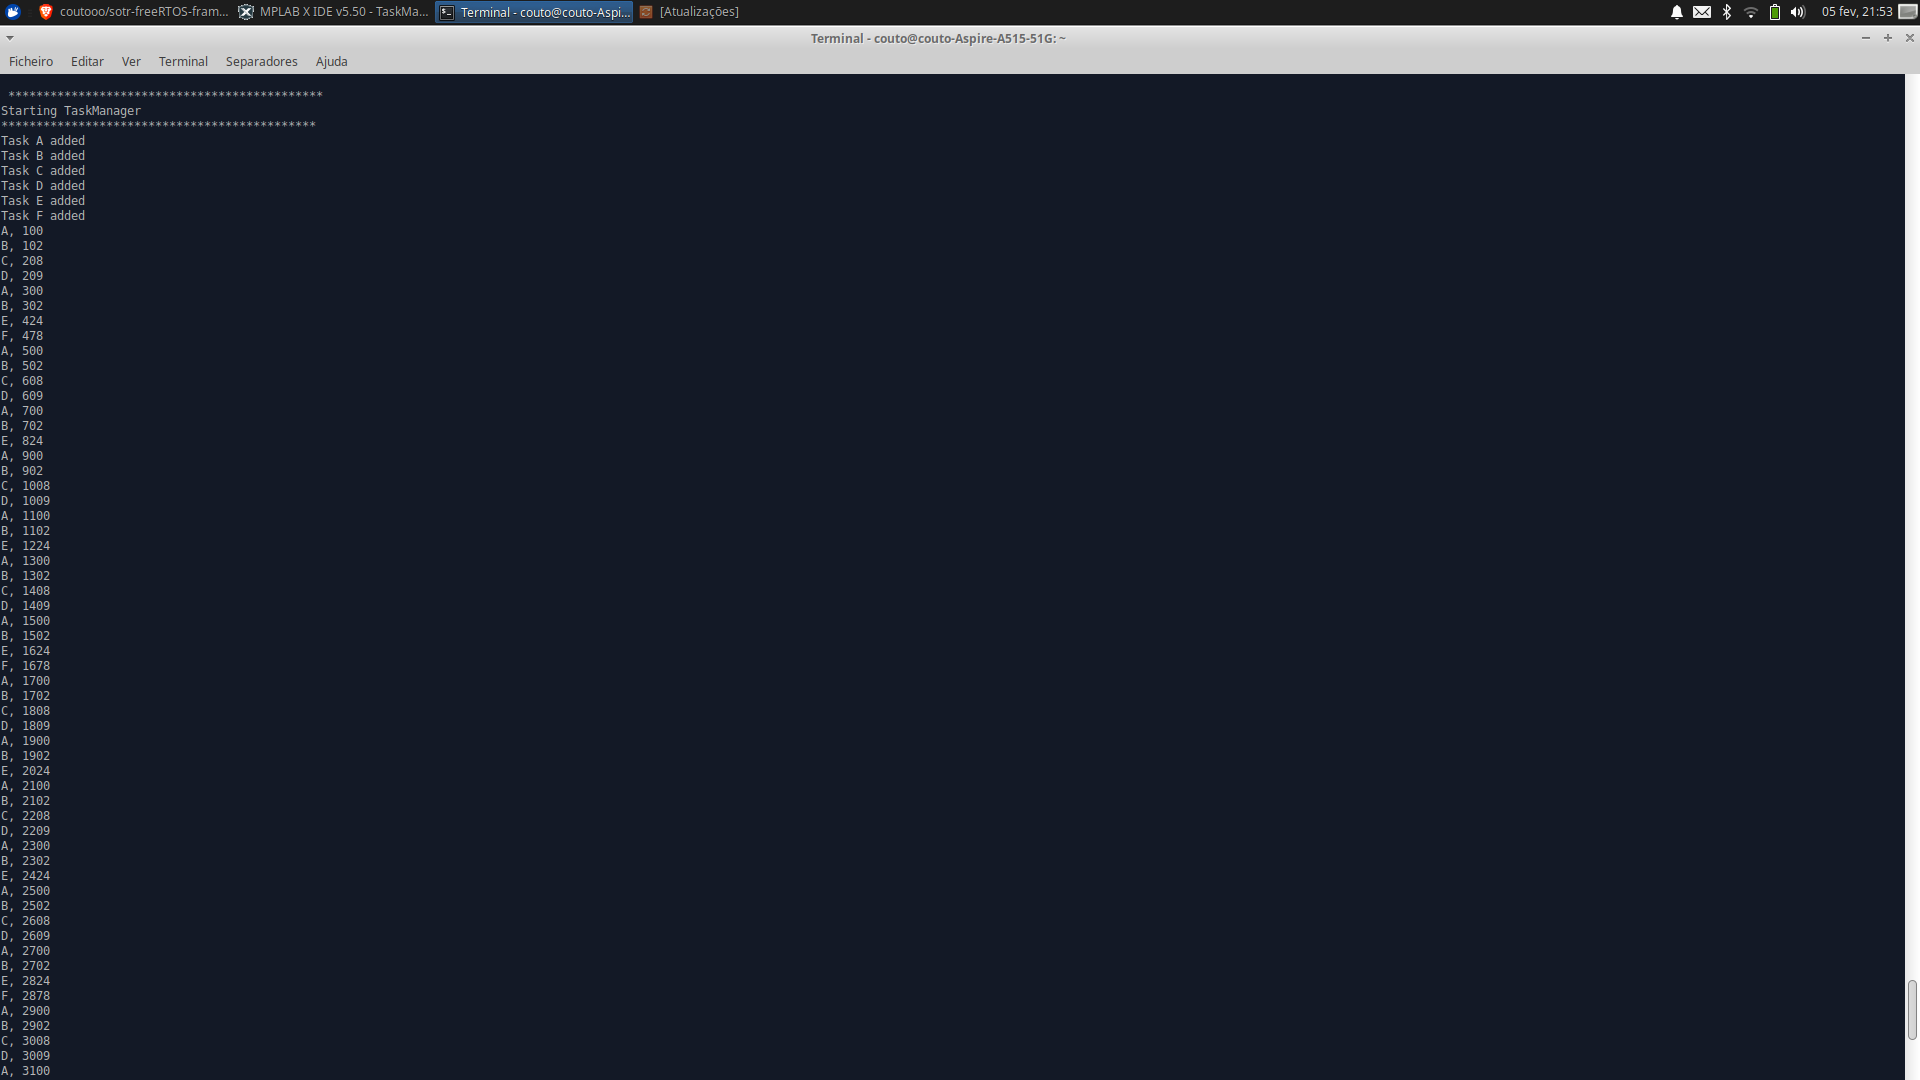 coutooo/sotr-freeRTOS-fram... MPLAB X IDE v5.50 - TaskMa... Terminal - couto@couto-Aspi... [Atualizações] 05 fev, 21:53
Terminal - couto@couto-Aspire-A515-51G: ~
Ficheiro Editar Ver Terminal Separadores Ajuda
*********************************************
Starting TaskManager
*********************************************
Task A added
Task B added
Task C added
Task D added
Task E added
Task F added
A, 100
B, 102
C, 208
D, 209
A, 300
B, 302
E, 424
F, 478
A, 500
B, 502
C, 608
D, 609
A, 700
B, 702
E, 824
A, 900
B, 902
C, 1008
D, 1009
A, 1100
B, 1102
E, 1224
A, 1300
B, 1302
C, 1408
D, 1409
A, 1500
B, 1502
E, 1624
F, 1678
A, 1700
B, 1702
C, 1808
D, 1809
A, 1900
B, 1902
E, 2024
A, 2100
B, 2102
C, 2208
D, 2209
A, 2300
B, 2302
E, 2424
A, 2500
B, 2502
C, 2608
D, 2609
A, 2700
B, 2702
E, 2824
F, 2878
A, 2900
B, 2902
C, 3008
D, 3009
A, 3100